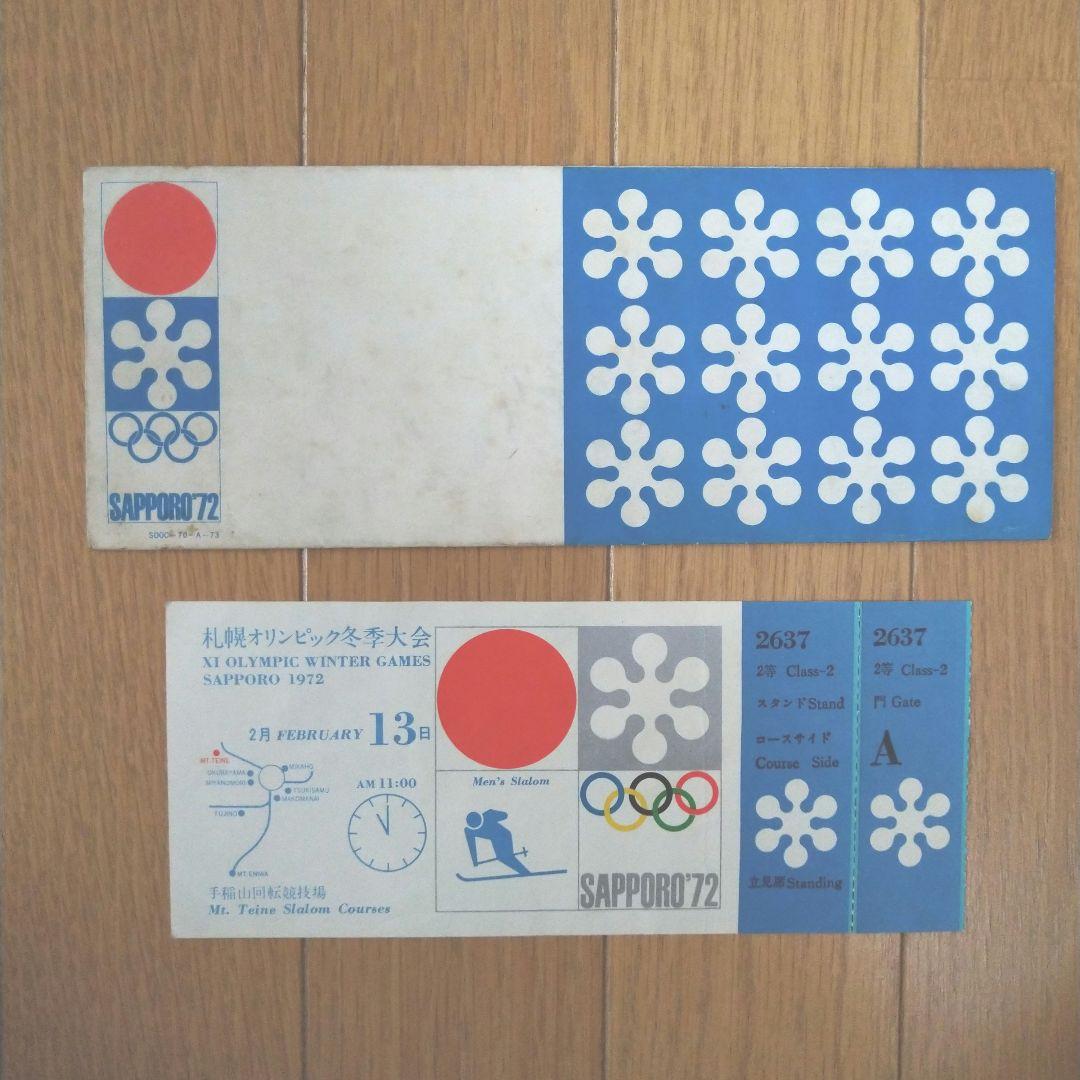 SAPPORO'72
SDOC-70-A-73
札幌オリンピック冬季大会
XI OLYMPIC WINTER GAMES
SAPPORO 1972
2月 FEBRUARY 13日
MT. TEINE
OKURAYAMA
MIYANOMORI
MIKAHO
TSUKISAMU
MAKOMANAI
FUJINO
MT. ENIWA
AM 11:00
手稲山回転競技場
Mt. Teine Slalom Courses
Men's Slalom
SAPPORO'72
2637
2等 Class-2
スタンド Stand
コースサイド
Course Side
立見席 Standing
2637
2等 Class-2
門 Gate
A